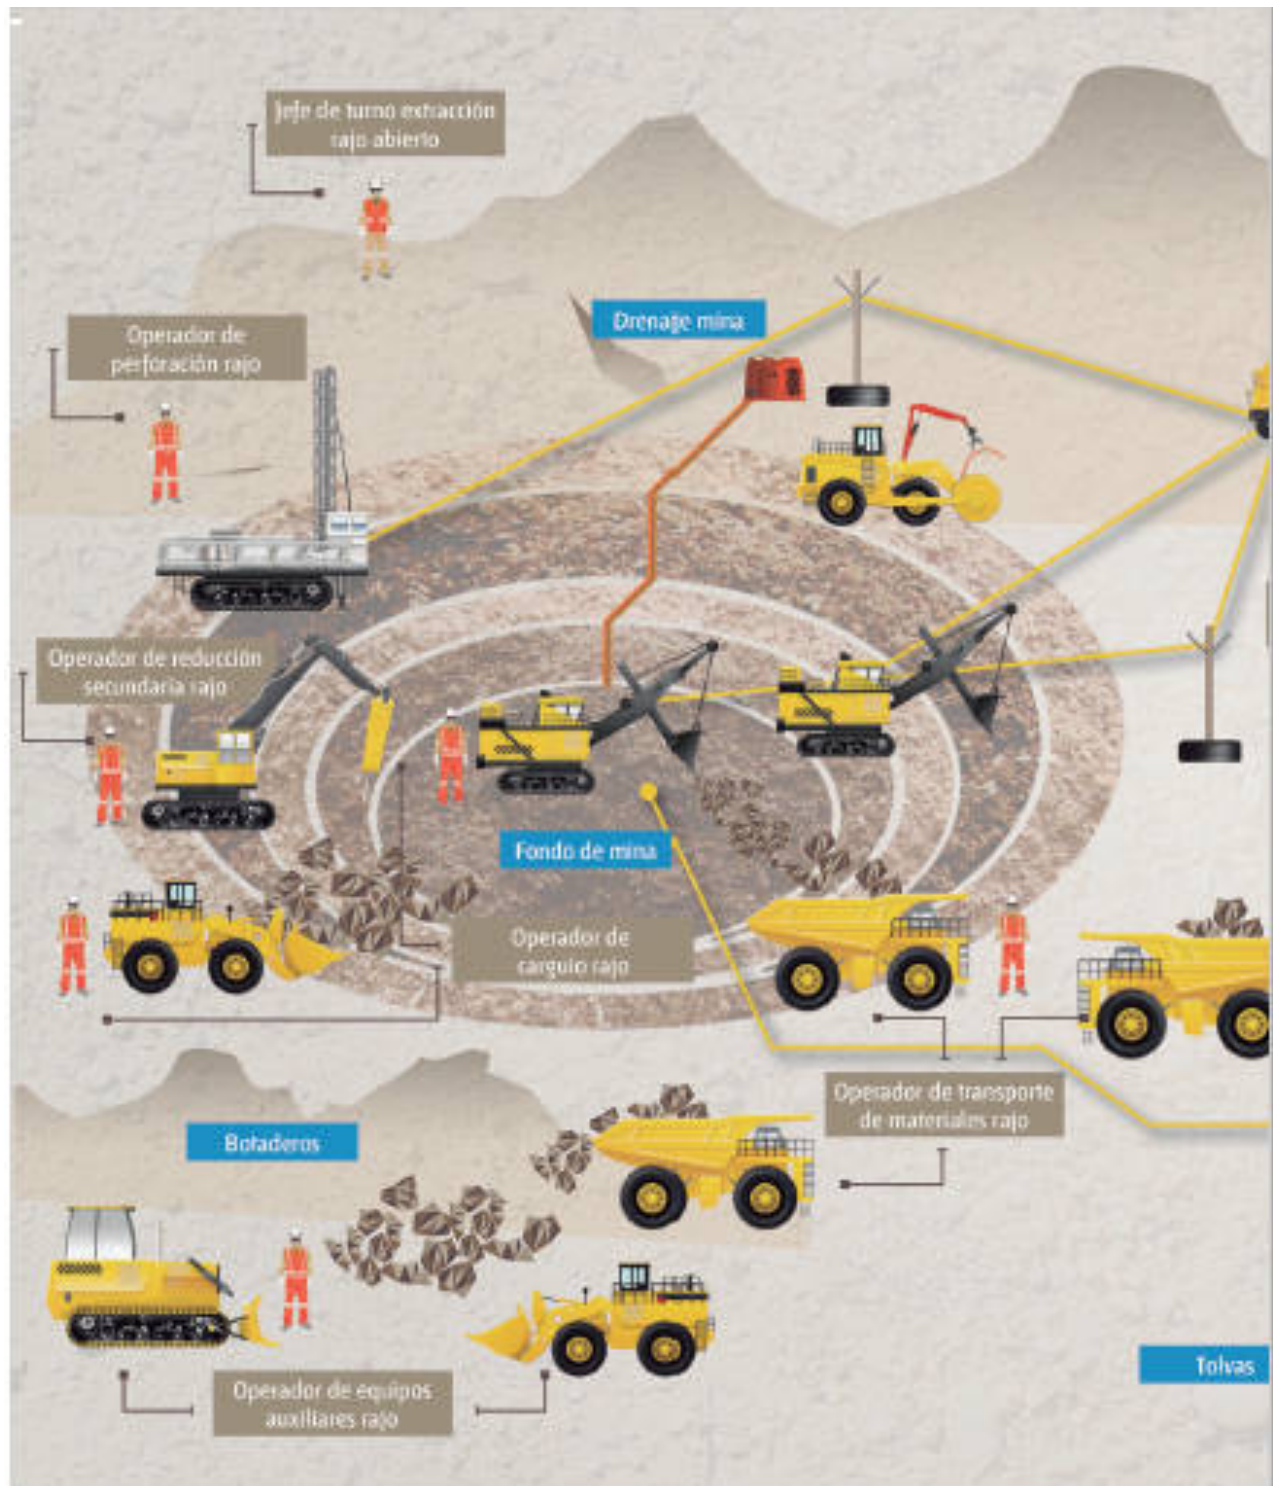 Jefe de turno extracción
rajo abierto
Drenage mina
Operador de
perforación rajo
Operador de reducción
secundaria rajo
Fondo de mina
Operador de
carguio rajo
Operador de transporte
de materiales rajo
Botaderos
Tolvas
Operador de equipos
auxiliares rajo